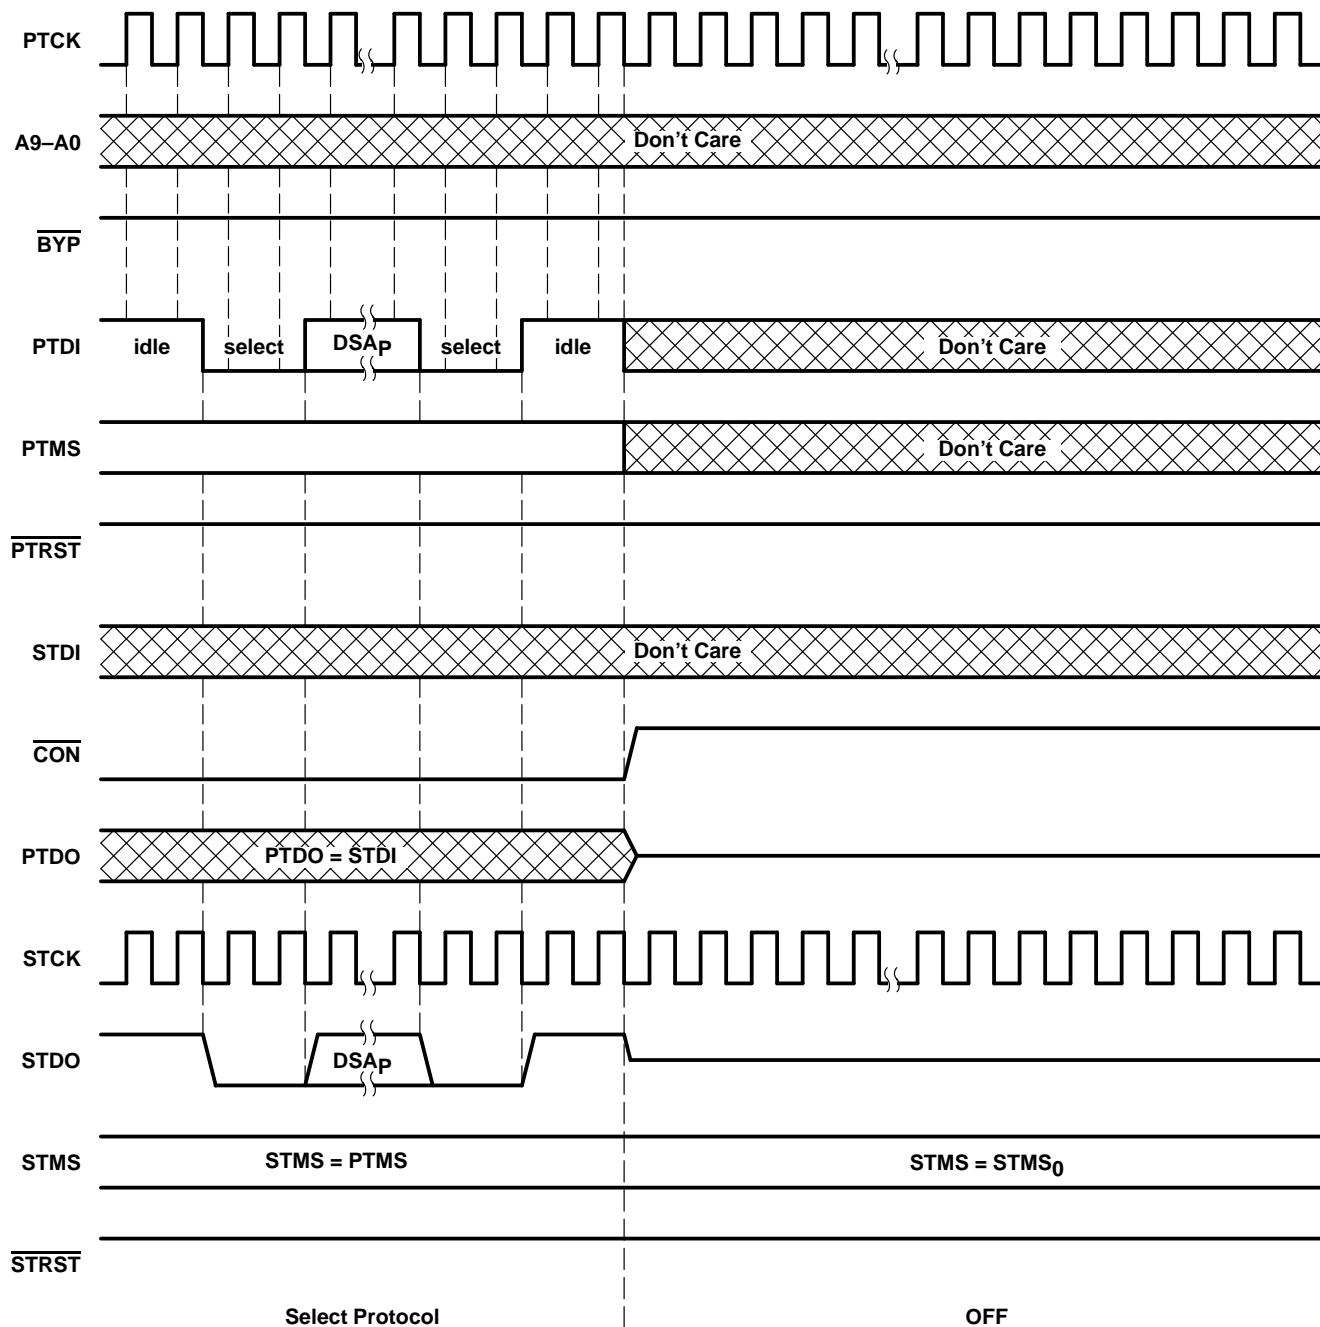 PTCK
A9–A0
Don't Care
BYP
PTDI
idle
select
DSAP
select
idle
Don't Care
PTMS
Don't Care
PTRST
STDI
Don't Care
CON
PTDO
PTDO = STDI
STCK
STDO
DSAP
STMS
STMS = PTMS
STMS = STMS0
STRST
Select Protocol
OFF